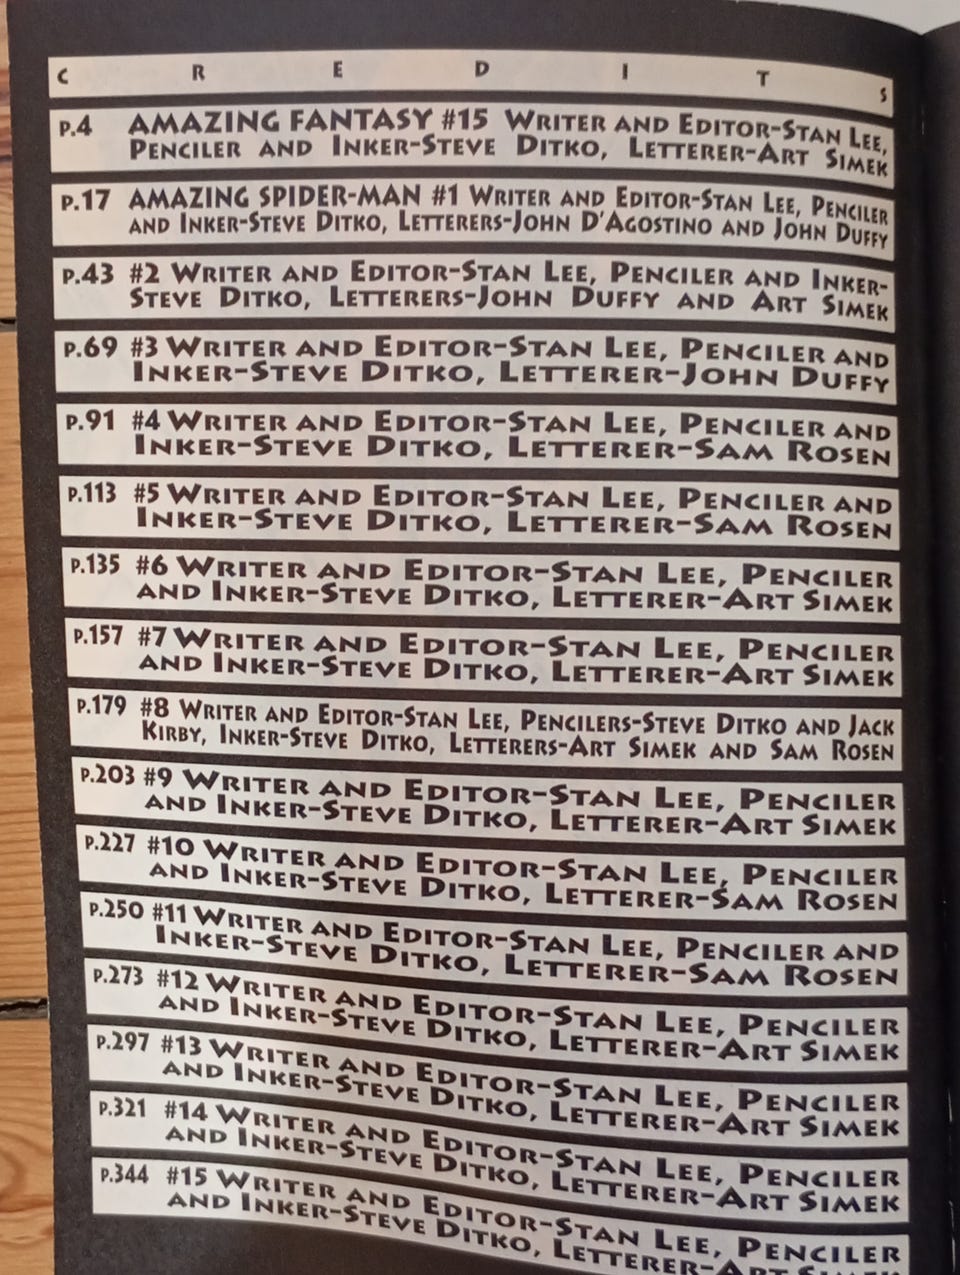 C R E D I T S
P.4 AMAZING FANTASY #15 WRITER AND EDITOR-STAN LEE,
PENCILER AND INKER-STEVE DITKO, LETTERER-ART SIMEK
P.17 AMAZING SPIDER-MAN #1 WRITER AND EDITOR-STAN LEE, PENCILER
AND INKER-STEVE DITKO, LETTERERS-JOHN D'AGOSTINO AND JOHN DUFFY
P.43 #2 WRITER AND EDITOR-STAN LEE, PENCILER AND INKER-
STEVE DITKO, LETTERERS-JOHN DUFFY AND ART SIMEK
P.69 #3 WRITER AND EDITOR-STAN LEE, PENCILER AND
INKER-STEVE DITKO, LETTERER-JOHN DUFFY
P.91 #4 WRITER AND EDITOR-STAN LEE, PENCILER AND
INKER-STEVE DITKO, LETTERER-SAM ROSEN
P.113 #5 WRITER AND EDITOR-STAN LEE, PENCILER AND
INKER-STEVE DITKO, LETTERER-SAM ROSEN
P.135 #6 WRITER AND EDITOR-STAN LEE, PENCILER
AND INKER-STEVE DITKO, LETTERER-ART SIMEK
P.157 #7 WRITER AND EDITOR-STAN LEE, PENCILER
AND INKER-STEVE DITKO, LETTERER-ART SIMEK
P.179 #8 WRITER AND EDITOR-STAN LEE, PENCILERS-STEVE DITKO AND JACK
KIRBY, INKER-STEVE DITKO, LETTERERS-ART SIMEK AND SAM ROSEN
P.203 #9 WRITER AND EDITOR-STAN LEE, PENCILER
AND INKER-STEVE DITKO, LETTERER-ART SIMEK
P.227 #10 WRITER AND EDITOR-STAN LEE, PENCILER
AND INKER-STEVE DITKO, LETTERER-SAM ROSEN
P.250 #11 WRITER AND EDITOR-STAN LEE, PENCILER AND
INKER-STEVE DITKO, LETTERER-SAM ROSEN
P.273 #12 WRITER AND EDITOR-STAN LEE, PENCILER
AND INKER-STEVE DITKO, LETTERER-ART SIMEK
P.297 #13 WRITER AND EDITOR-STAN LEE, PENCILER
AND INKER-STEVE DITKO, LETTERER-ART SIMEK
P.321 #14 WRITER AND EDITOR-STAN LEE, PENCILER
AND INKER-STEVE DITKO, LETTERER-ART SIMEK
P.344 #15 WRITER AND EDITOR-STAN LEE, PENCILER
AND INKER-STEVE DITKO, LETTERER-ART SIMEK